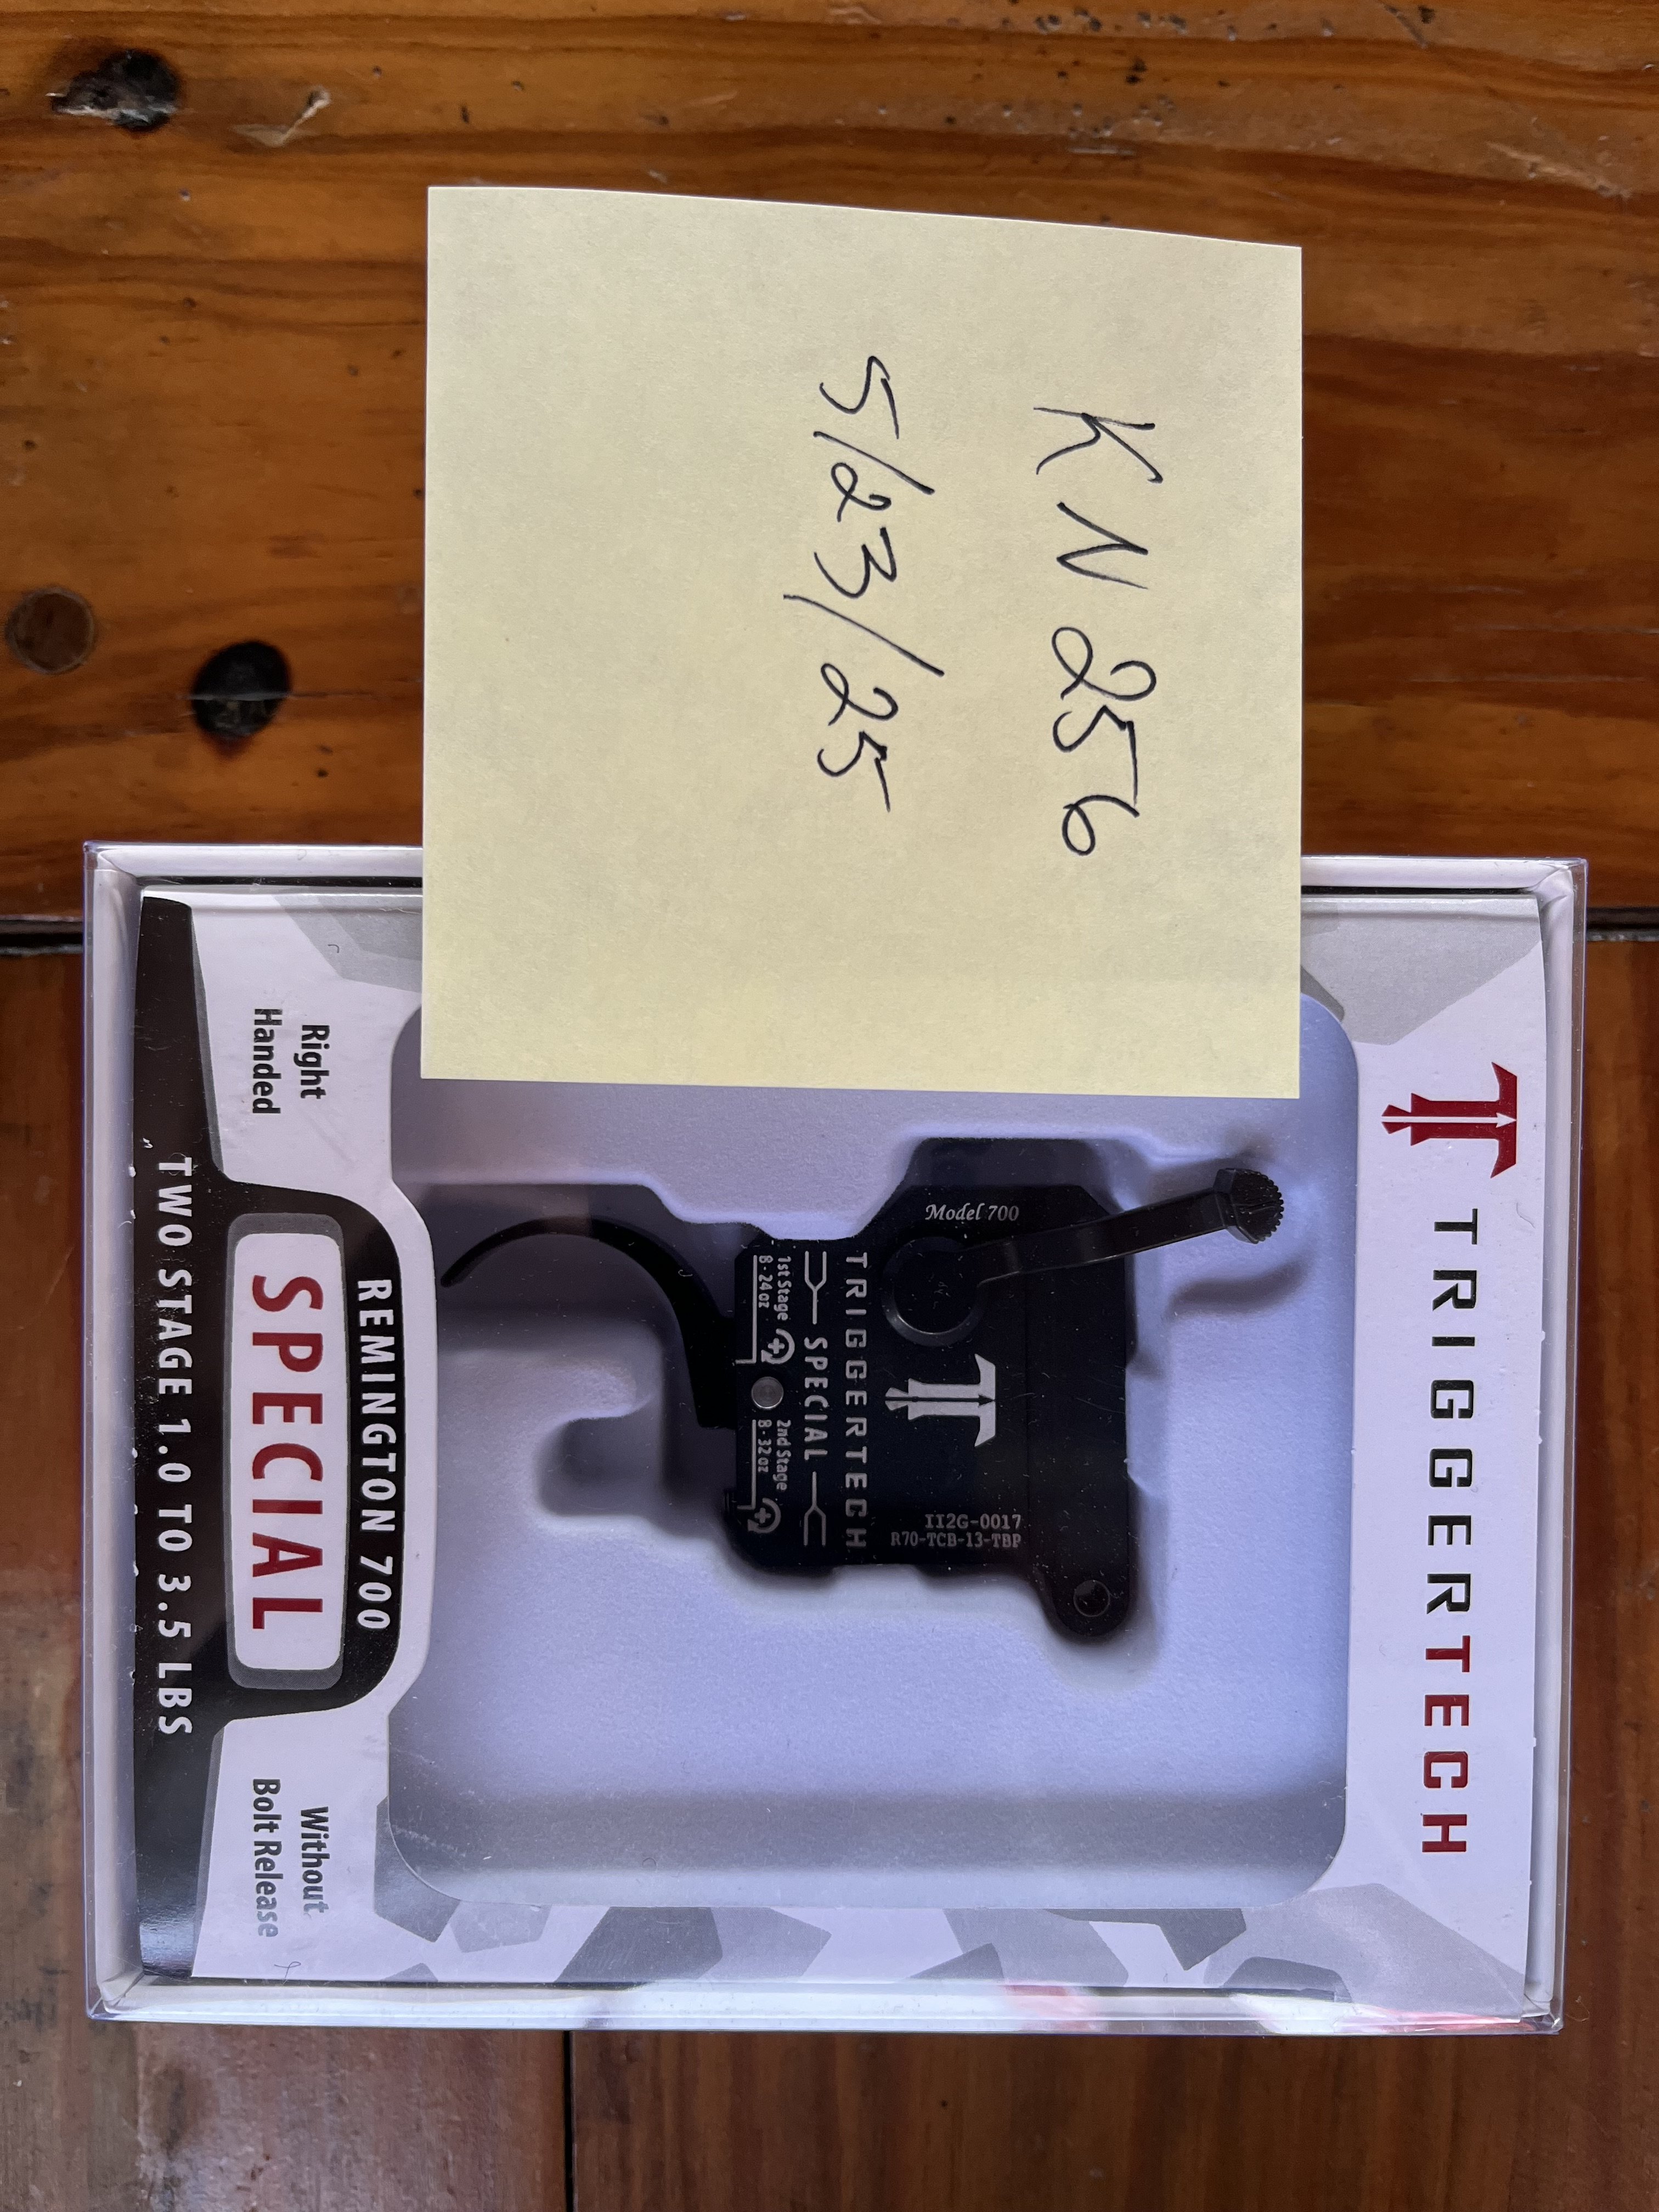 KN256
5/23/25
TRIGGERTECH
Model 700
TRIGGERTECH
SPECIAL
1st Stage
8-24oz
2nd Stage
8-32oz
II2G-0017
R70-TCB-13-TBP
Right
Handed
REMINGTON 700
SPECIAL
TWO STAGE 1.0 TO 3.5 LBS
Without
Bolt Release